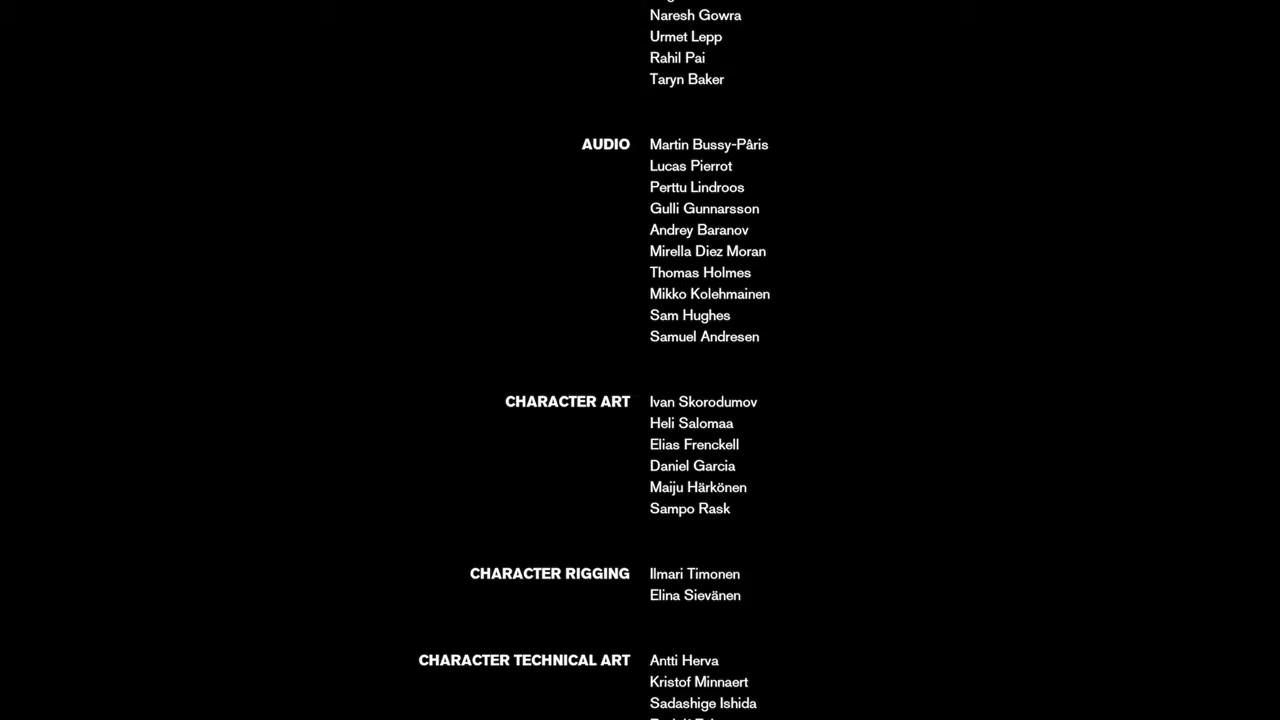 Naresh Gowra
Urmet Lepp
Rahil Pai
Taryn Baker
AUDIO Martin Bussy-Pâris
Lucas Pierrot
Perttu Lindroos
Gulli Gunnarsson
Andrey Baranov
Mirella Diez Moran
Thomas Holmes
Mikko Kolehmainen
Sam Hughes
Samuel Andresen
CHARACTER ART Ivan Skorodumov
Heli Salomaa
Elias Frenckell
Daniel Garcia
Maiju Härkönen
Sampo Rask
CHARACTER RIGGING Ilmari Timonen
Elina Sievänen
CHARACTER TECHNICAL ART Antti Herva
Kristof Minnaert
Sadashige Ishida